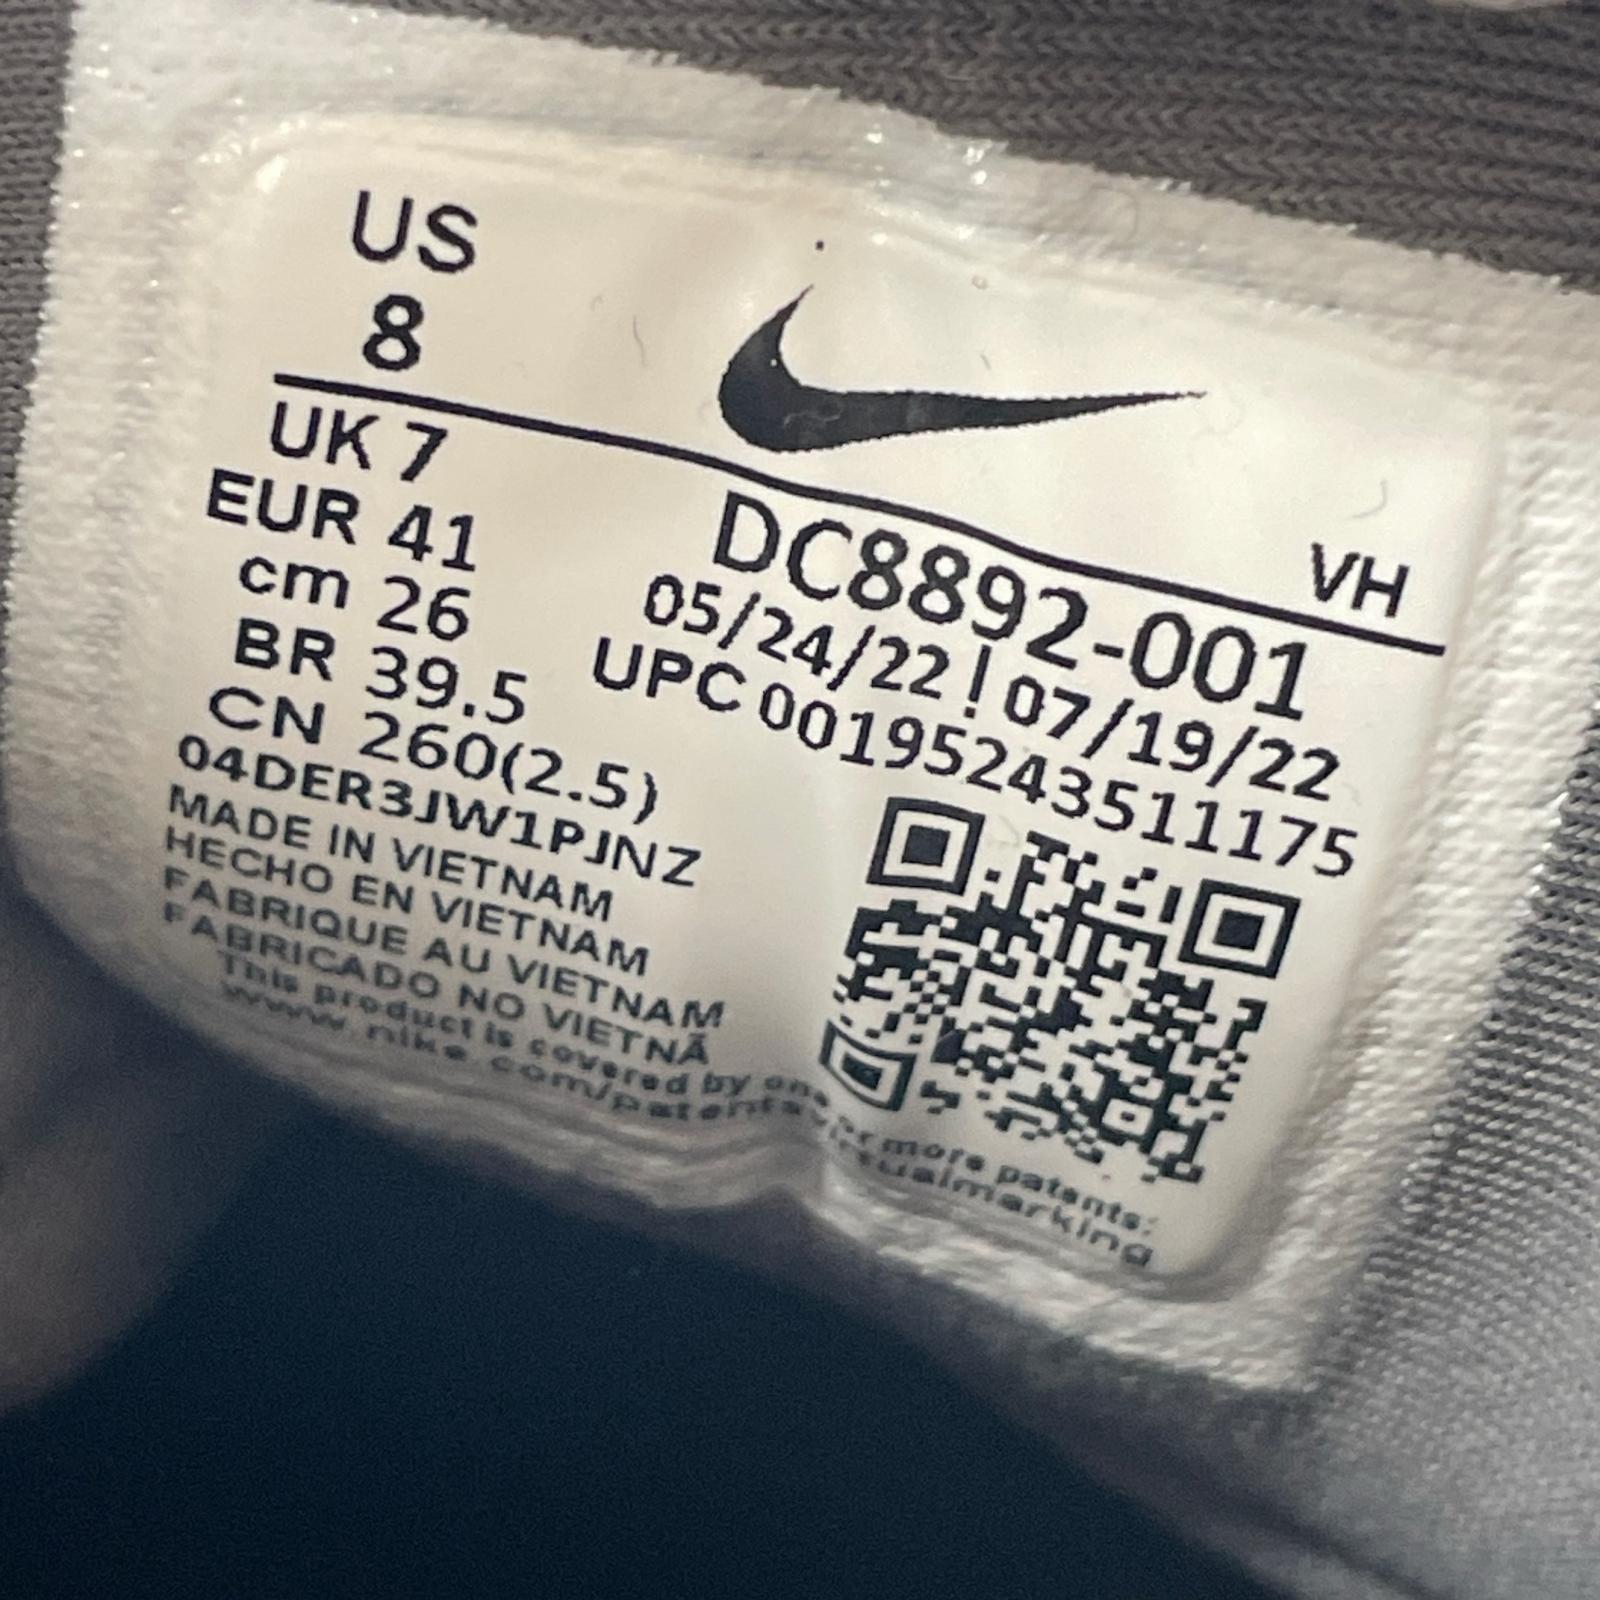 US
8
UK 7
EUR 41
cm 26
BR 39.5
CN 260(2.5)
04DER3JW1PJNZ
MADE IN VIETNAM
HECHO EN VIETNAM
FABRIQUE AU VIETNAM
FABRICADO NO VIETNÃ
VH
DC8892-001
05/24/22 ! 07/19/22
UPC 00195243511175
This product is covered by one or more patents:
www.nike.com/patentsvirtualmarking